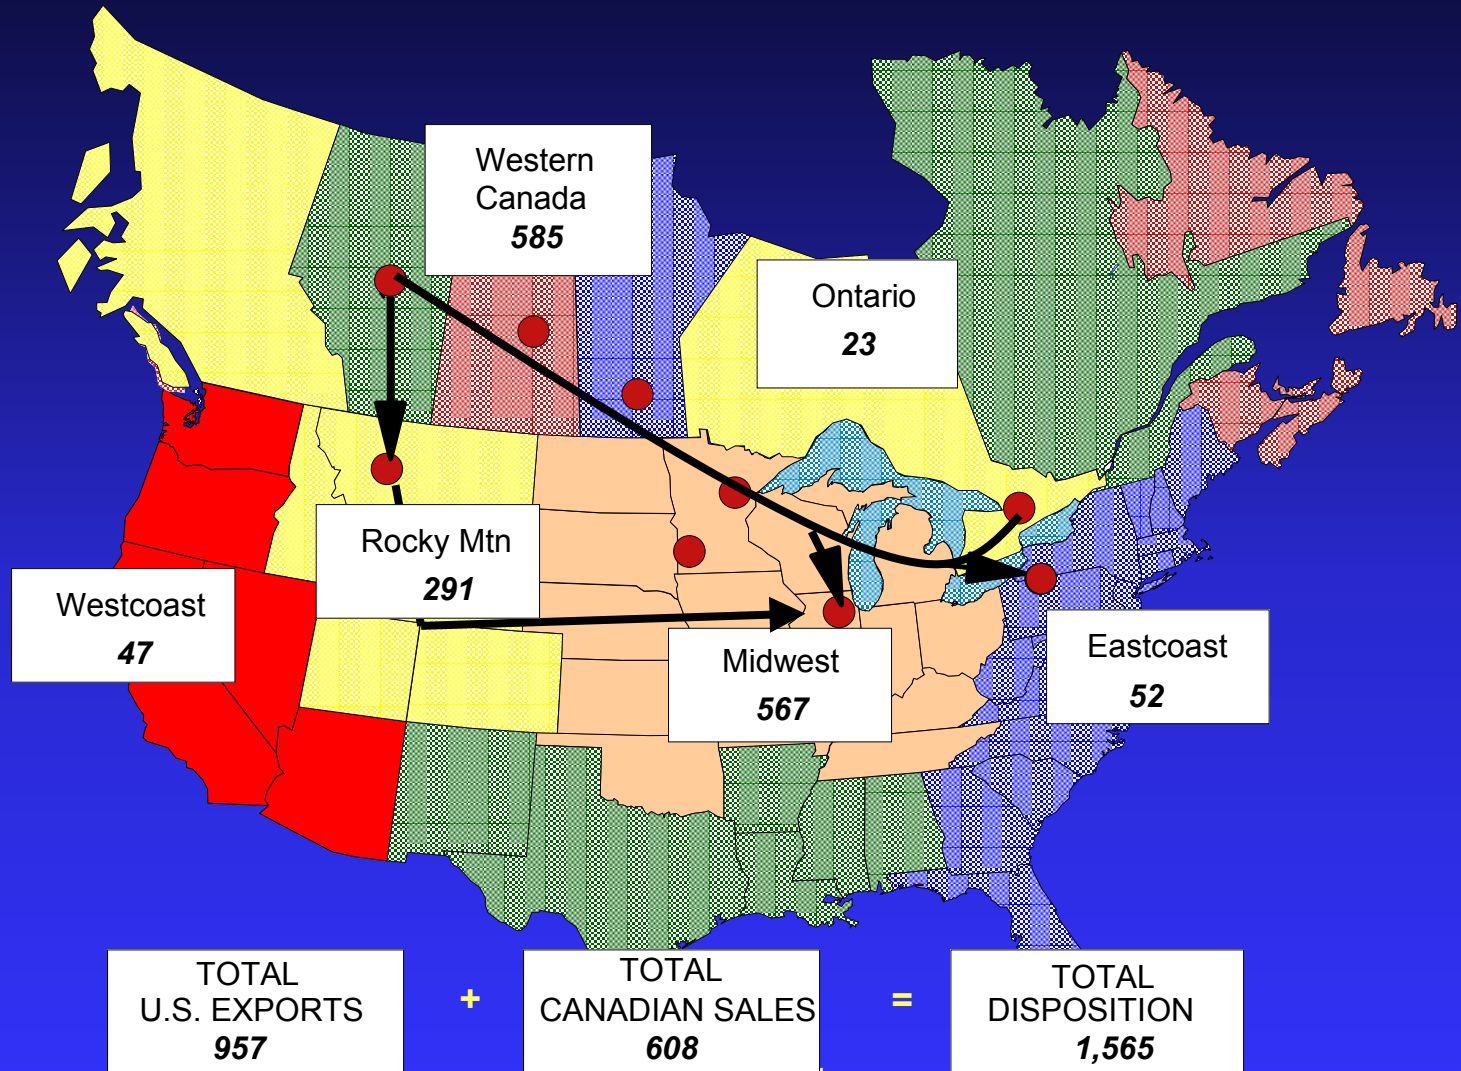 Western
Canada
585
Ontario
23
Rocky Mtn
291
Westcoast
47
Midwest
567
Eastcoast
52
TOTAL
U.S. EXPORTS
957
+
TOTAL
CANADIAN SALES
608
=
TOTAL
DISPOSITION
1,565